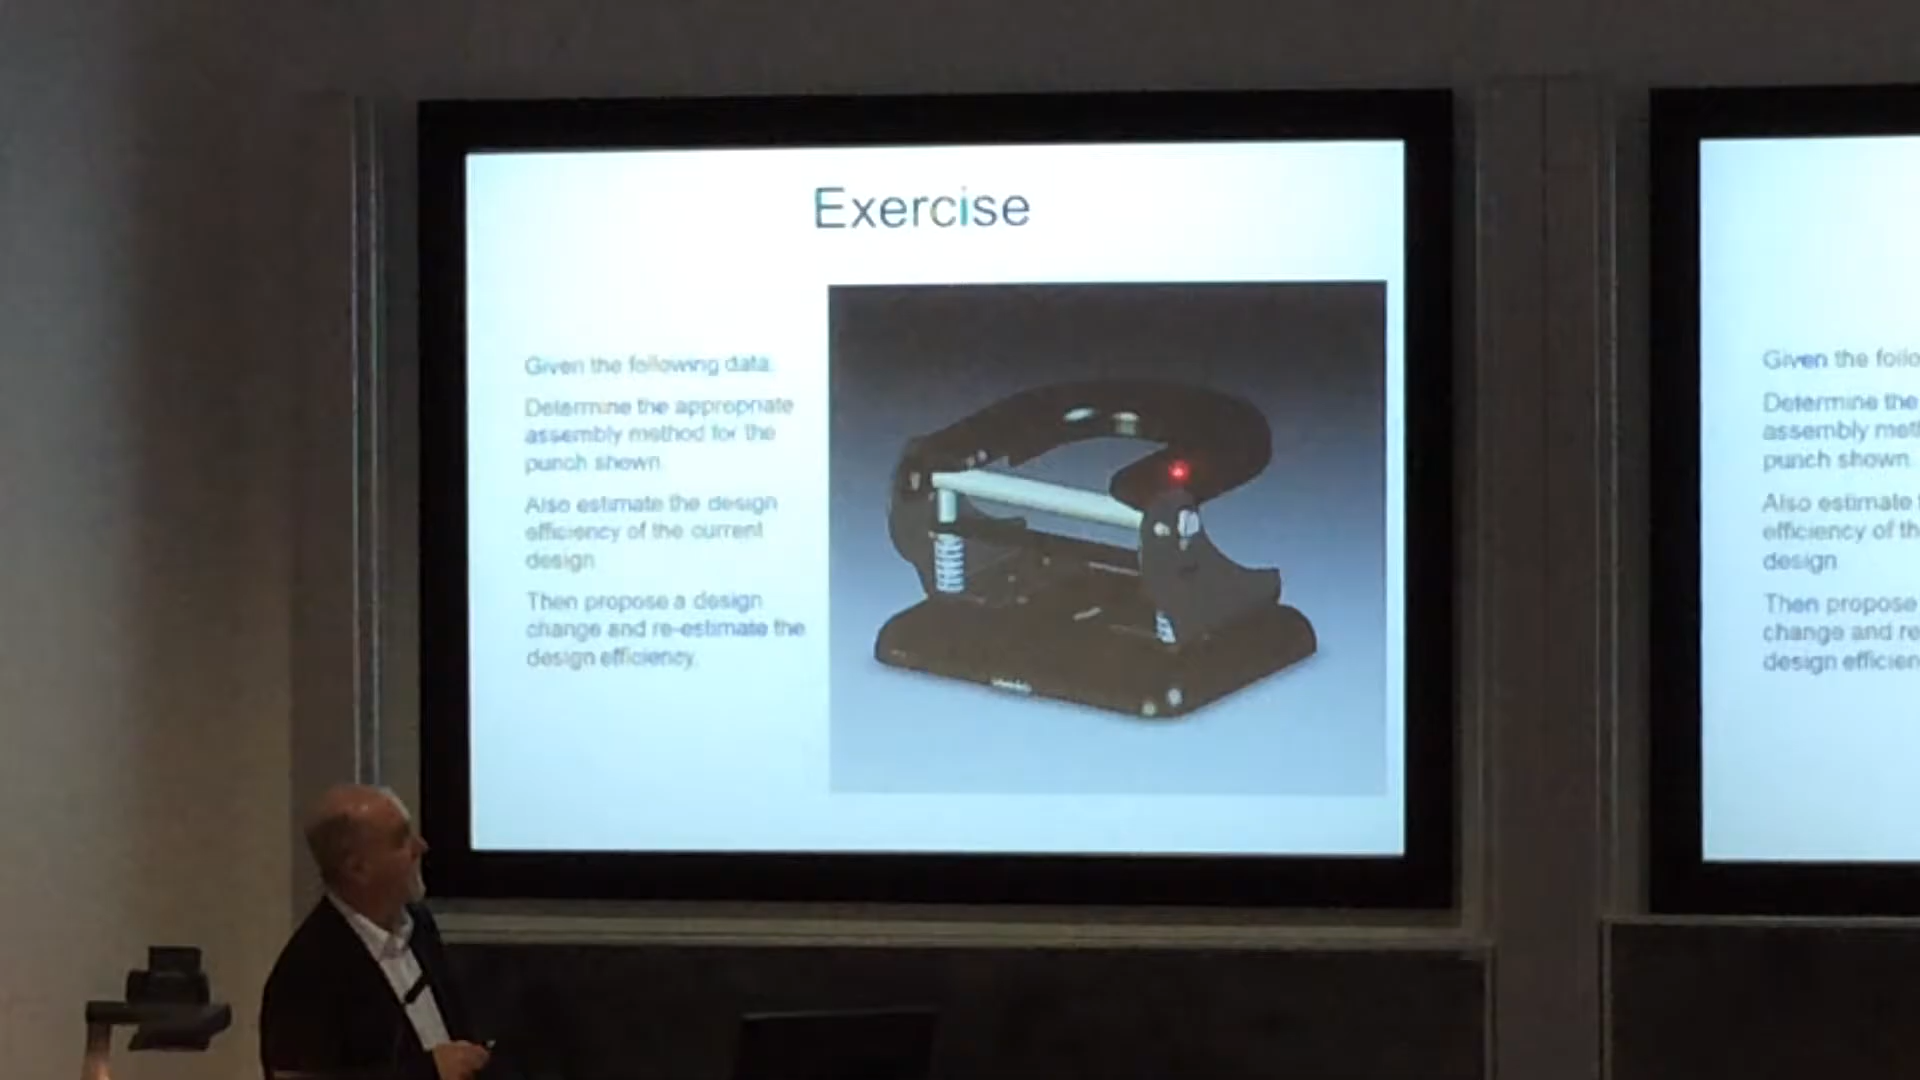 Exercise
Given the following data:
Determine the appropriate
assembly method for the
punch shown.
Also estimate the design
efficiency of the current
design
Then propose a design
change and re-estimate the
design efficiency.
Given the follo
Determine the
assembly met
punch shown
Also estimate
efficiency of th
design
Then propose
change and re
design efficien